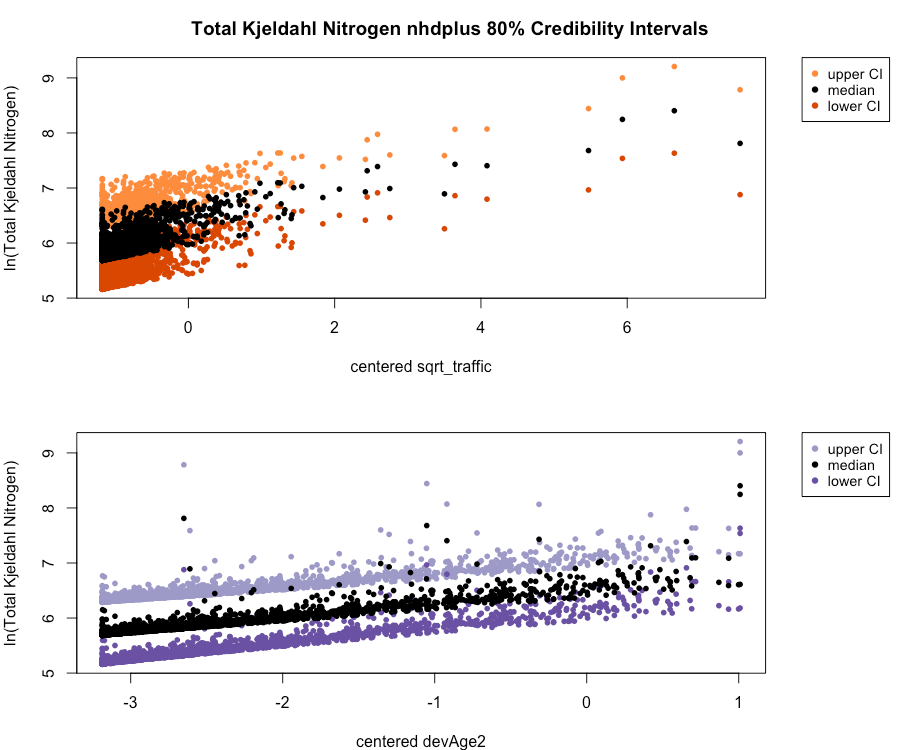 Total Kjeldahl Nitrogen nhdplus 80% Credibility Intervals
ln(Total Kjeldahl Nitrogen)
9
8
7
6
5
0 2 4 6
centered sqrt_traffic
upper CI
median
lower CI
ln(Total Kjeldahl Nitrogen)
9
8
7
6
5
-3 -2 -1 0 1
centered devAge2
upper CI
median
lower CI